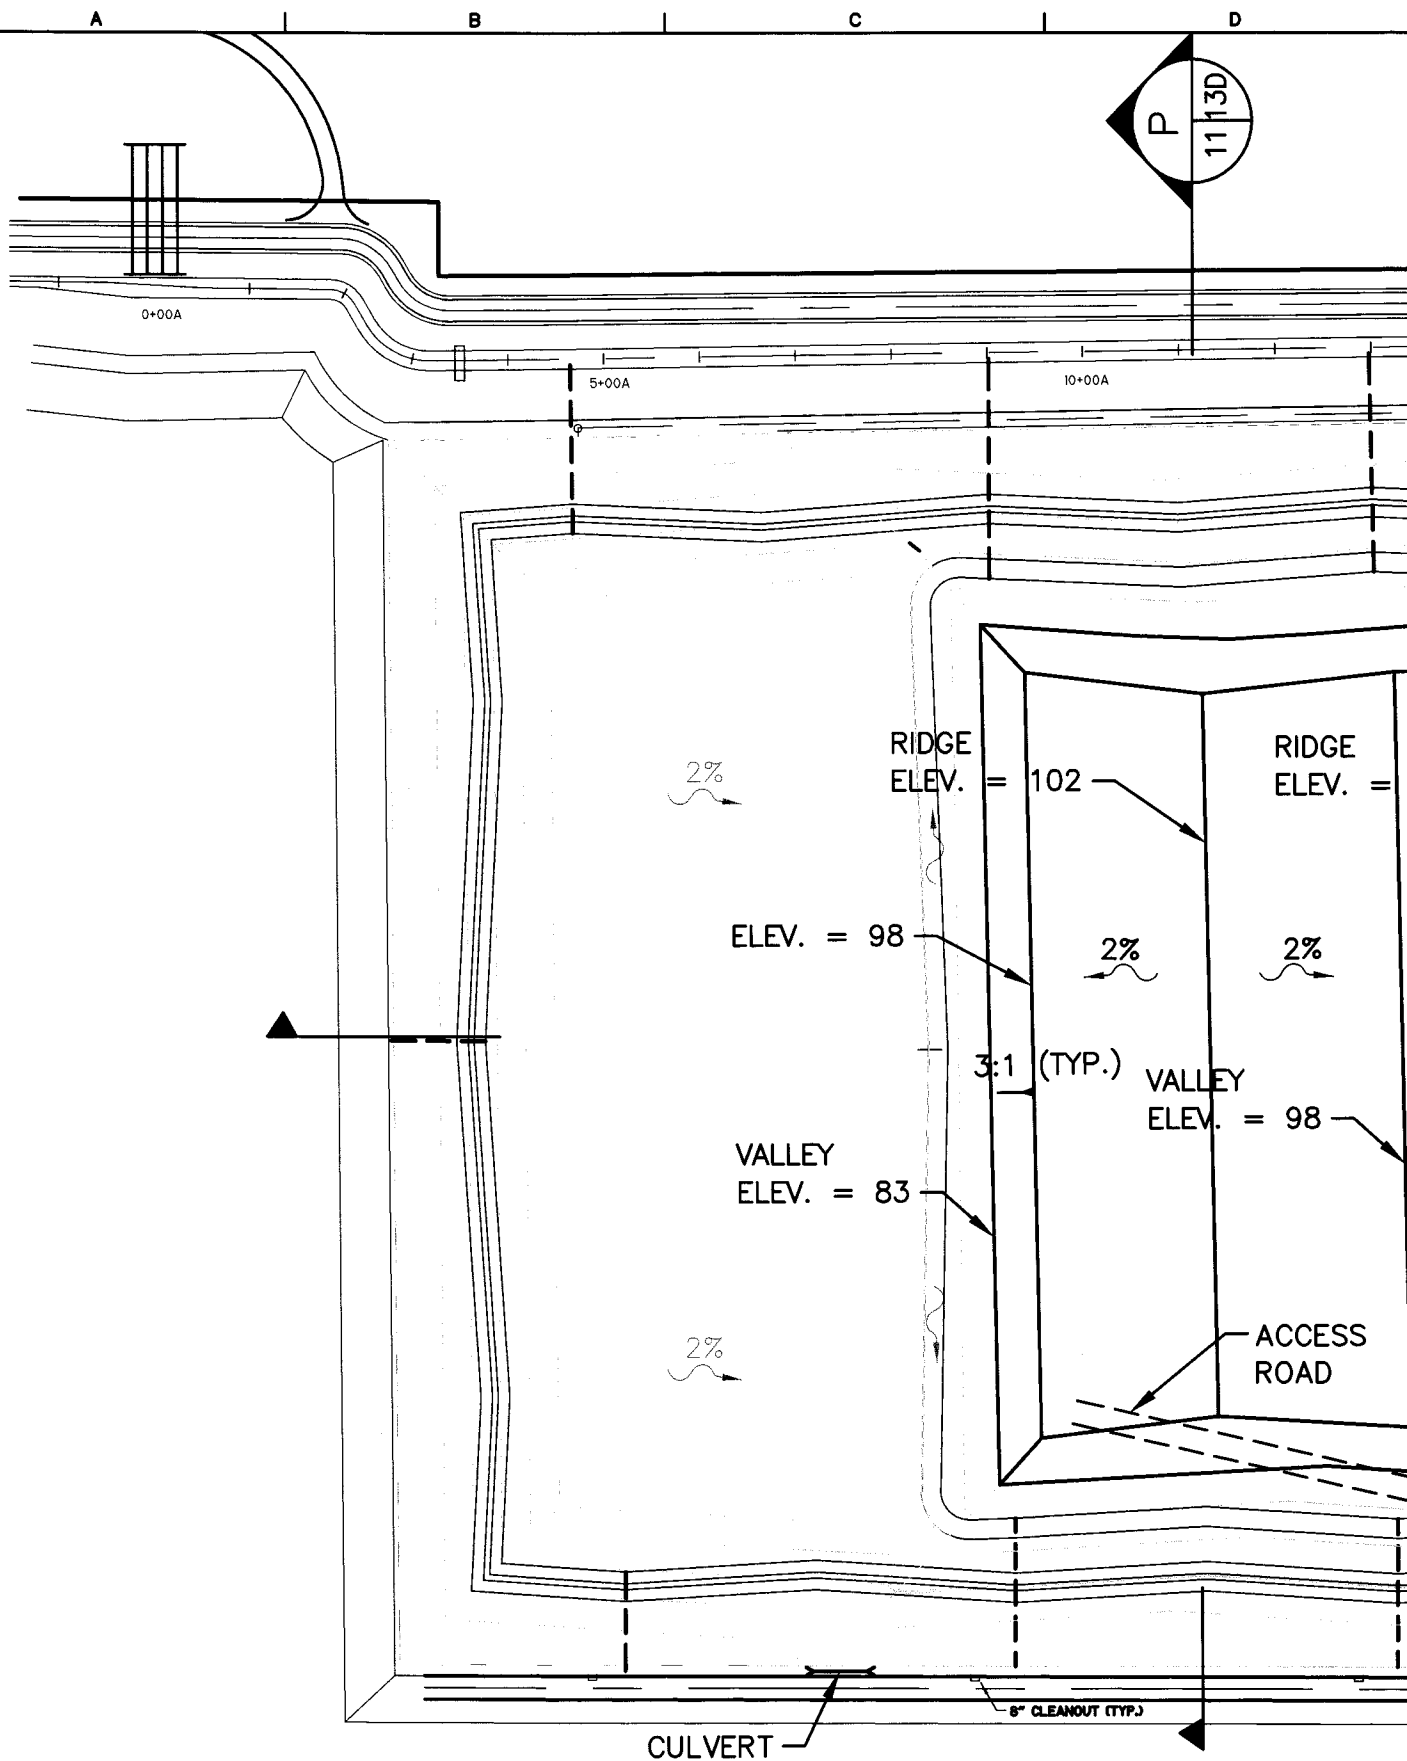 A B C D
P
11 13D
0+00A
5+00A
10+00A
2%
RIDGE
ELEV. = 102
RIDGE
ELEV. =
ELEV. = 98
2%
2%
3:1 (TYP.)
VALLEY
ELEV. = 98
VALLEY
ELEV. = 83
2%
ACCESS
ROAD
8" CLEANOUT (TYP.)
CULVERT